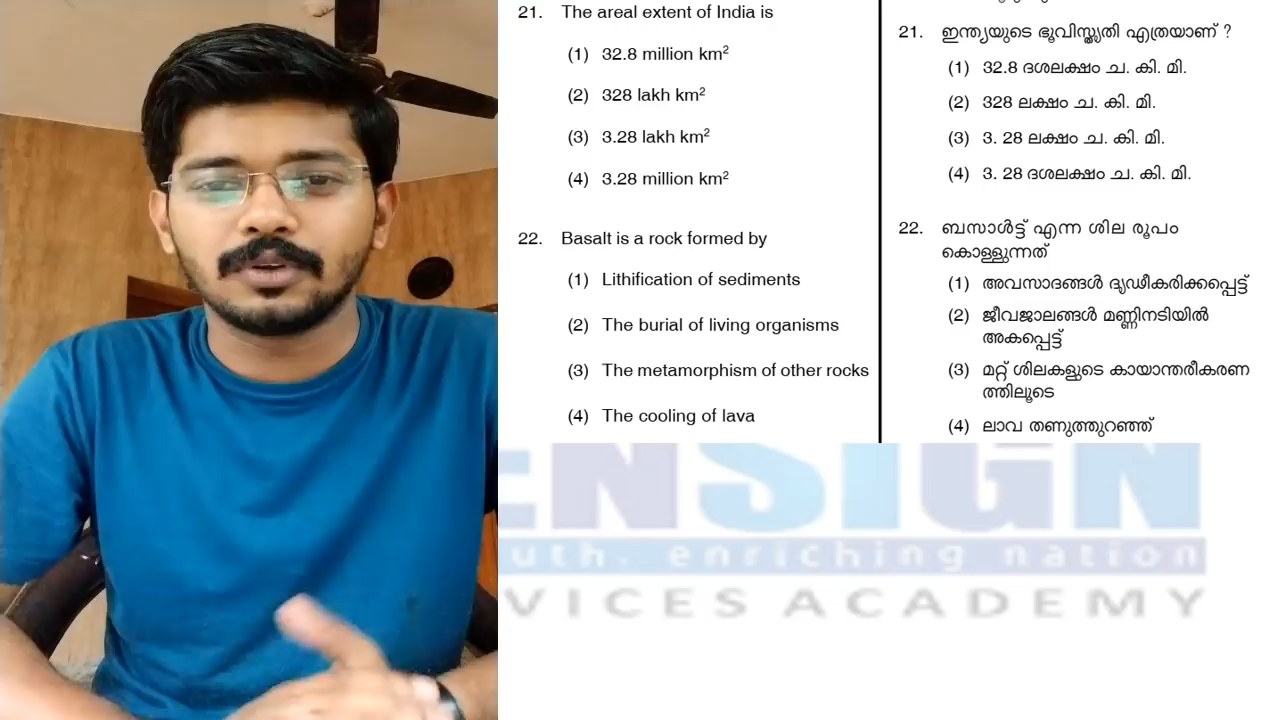 21. The areal extent of India is
(1) 32.8 million km²
(2) 328 lakh km²
(3) 3.28 lakh km²
(4) 3.28 million km²
22. Basalt is a rock formed by
(1) Lithification of sediments
(2) The burial of living organisms
(3) The metamorphism of other rocks
(4) The cooling of lava
21. ഇന്ത്യയുടെ ഭൂവിസ്തൃതി എത്രയാണ് ?
(1) 32.8 ദശലക്ഷം ച. കി. മി.
(2) 328 ലക്ഷം ച. കി. മി.
(3) 3. 28 ലക്ഷം ച. കി. മി.
(4) 3. 28 ദശലക്ഷം ച. കി. മി.
22. ബസാൾട്ട് എന്ന ശില രൂപം
കൊള്ളുന്നത്
(1) അവസാദങ്ങൾ ദൃഢീകരിക്കപ്പെട്ട്
(2) ജീവജാലങ്ങൾ മണ്ണിനടിയിൽ
അകപ്പെട്ട്
(3) മറ്റ് ശിലകളുടെ കായാന്തരീകരണ
ത്തിലൂടെ
(4) ലാവ തണുത്തുറഞ്ഞ്
ENSIGN
uth. enriching nation
VICES ACADEMY